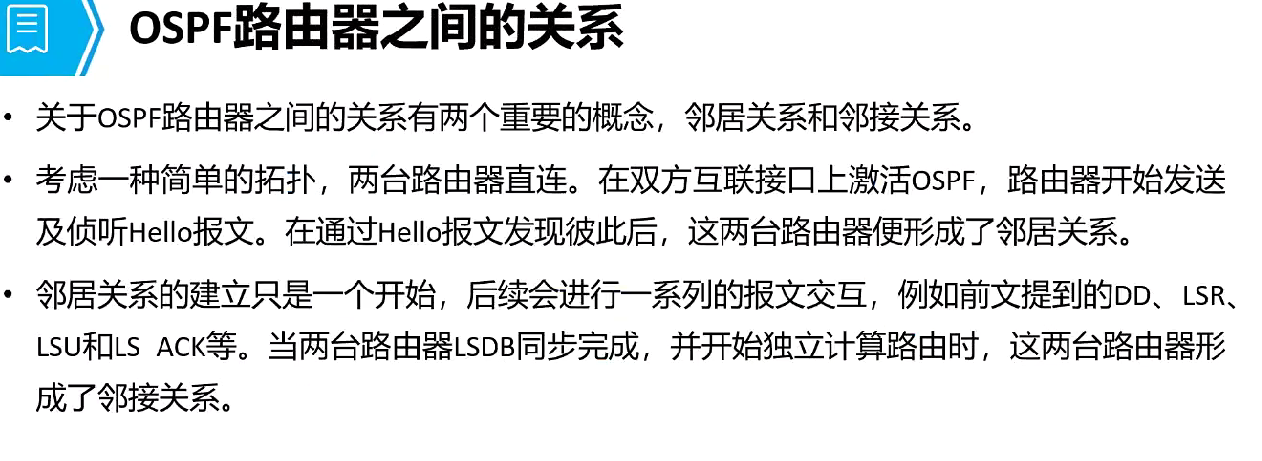 OSPF路由器之间的关系
• 关于OSPF路由器之间的关系有两个重要的概念，邻居关系和邻接关系。
• 考虑一种简单的拓扑，两台路由器直连。在双方互联接口上激活OSPF，路由器开始发送
及侦听Hello报文。在通过Hello报文发现彼此后，这两台路由器便形成了邻居关系。
• 邻居关系的建立只是一个开始，后续会进行一系列的报文交互，例如前文提到的DD、LSR、
LSU和LS ACK等。当两台路由器LSDB同步完成，并开始独立计算路由时，这两台路由器形
成了邻接关系。